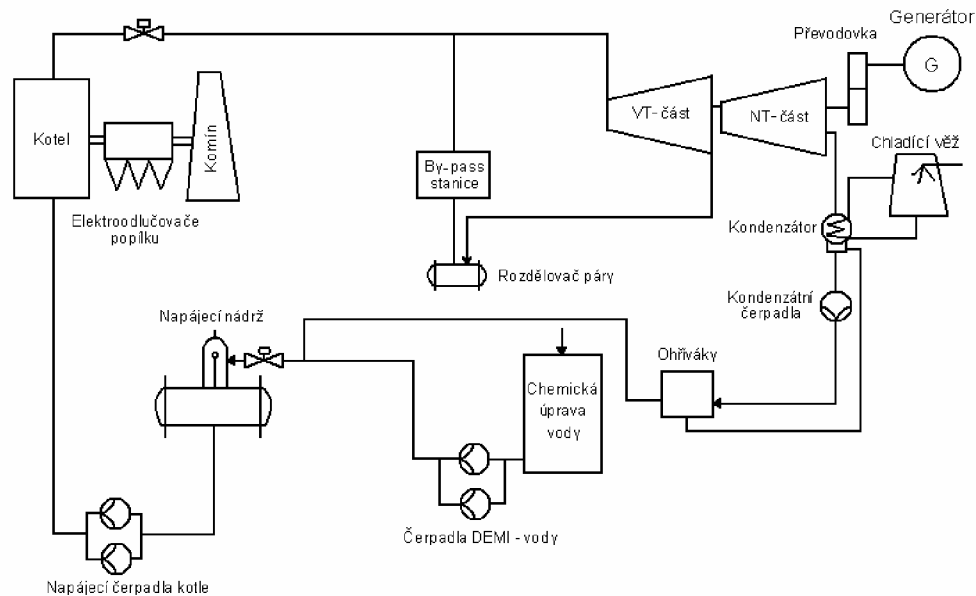 Generátor
Převodovka
G
VT- část
NT- část
Chladící věž
Kotel
Komín
By-pass
stanice
Elektroodlučovače
popílku
Kondenzátor
Rozdělovač páry
Kondenzátní
čerpadla
Napájecí nádrž
Ohříváky
Chemická
úprava
vody
Čerpadla DEMI - vody
Napájecí čerpadla kotle